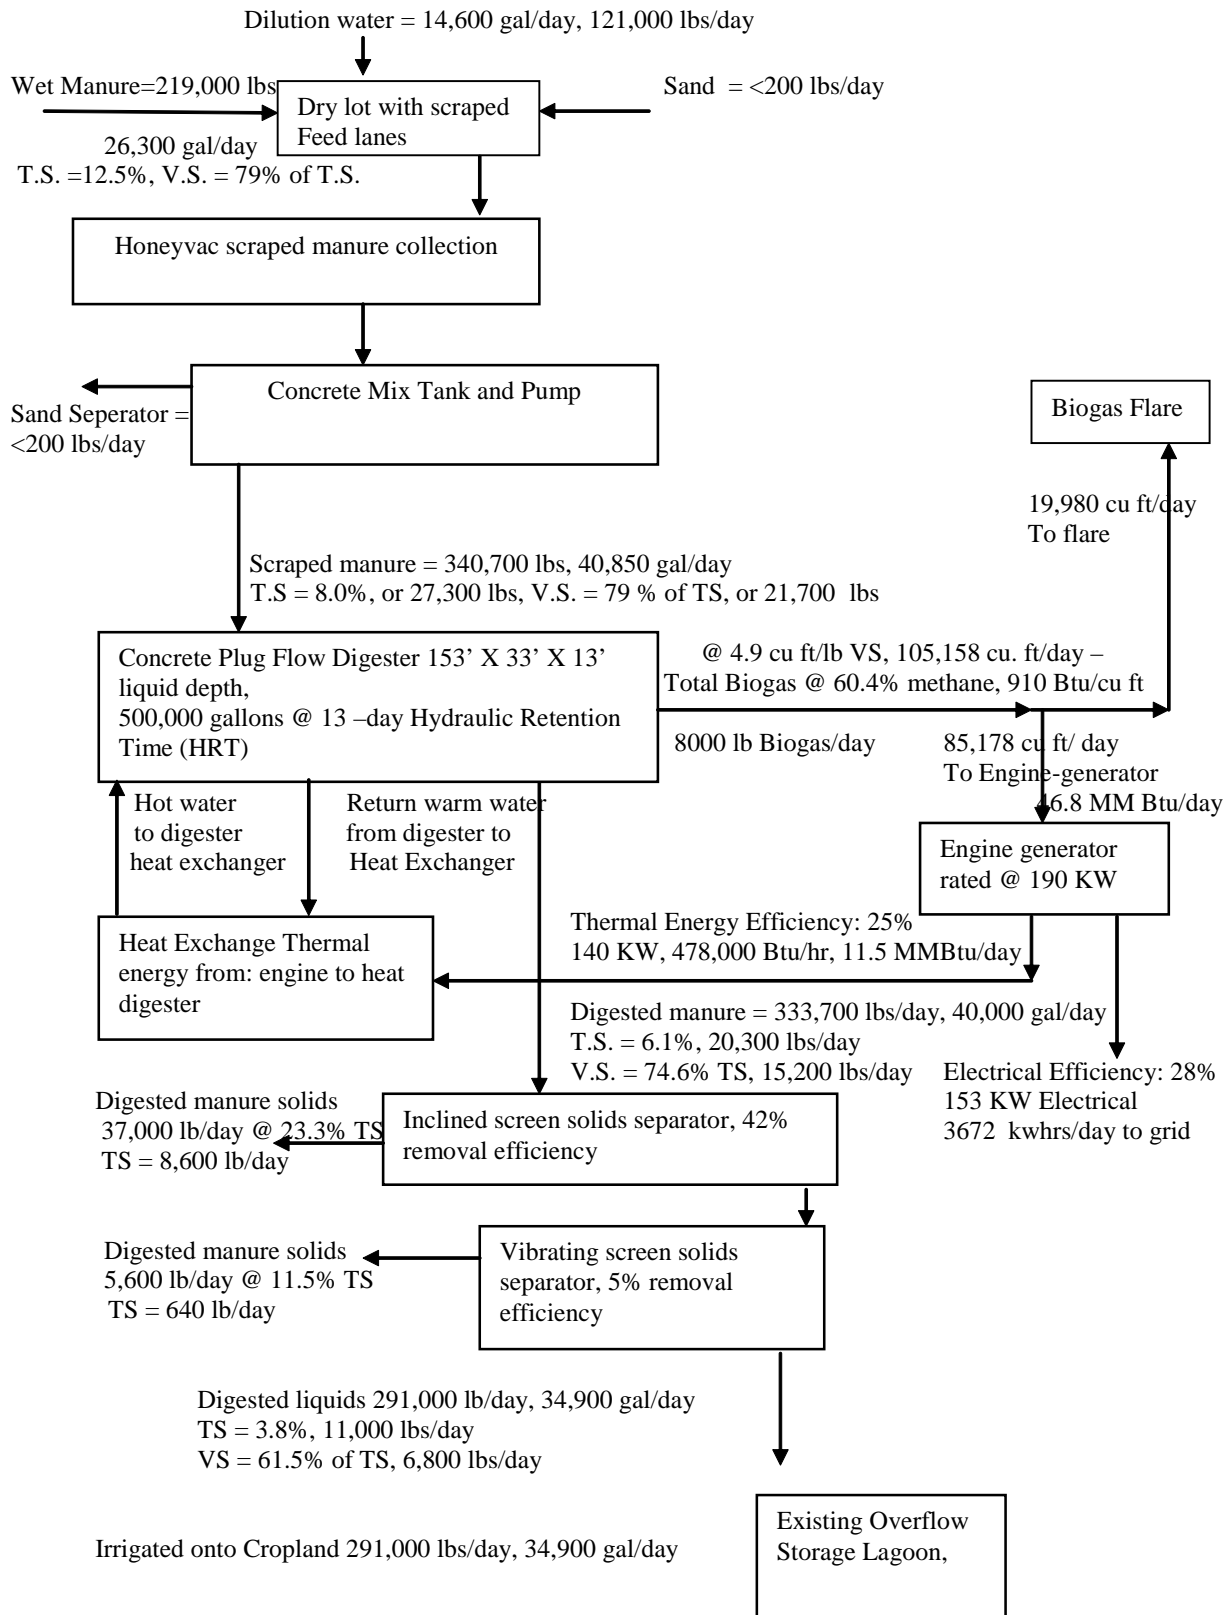 Dilution water = 14,600 gal/day, 121,000 lbs/day
Wet Manure=219,000 lbs
Sand = <200 lbs/day
Dry lot with scraped
Feed lanes
26,300 gal/day
T.S. =12.5%, V.S. = 79% of T.S.
Honeyvac scraped manure collection
Concrete Mix Tank and Pump
Sand Seperator =
<200 lbs/day
Biogas Flare
19,980 cu ft/day
To flare
Scraped manure = 340,700 lbs, 40,850 gal/day
T.S = 8.0%, or 27,300 lbs, V.S. = 79 % of TS, or 21,700 lbs
Concrete Plug Flow Digester 153' X 33' X 13'
liquid depth,
500,000 gallons @ 13 –day Hydraulic Retention
Time (HRT)
@ 4.9 cu ft/lb VS, 105,158 cu. ft/day –
Total Biogas @ 60.4% methane, 910 Btu/cu ft
8000 lb Biogas/day
85,178 cu ft/ day
To Engine-generator
46.8 MM Btu/day
Hot water
to digester
heat exchanger
Return warm water
from digester to
Heat Exchanger
Engine generator
rated @ 190 KW
Thermal Energy Efficiency: 25%
140 KW, 478,000 Btu/hr, 11.5 MMBtu/day
Heat Exchange Thermal
energy from: engine to heat
digester
Digested manure = 333,700 lbs/day, 40,000 gal/day
T.S. = 6.1%, 20,300 lbs/day
V.S. = 74.6% TS, 15,200 lbs/day
Electrical Efficiency: 28%
153 KW Electrical
3672 kwhrs/day to grid
Digested manure solids
37,000 lb/day @ 23.3% TS
TS = 8,600 lb/day
Inclined screen solids separator, 42%
removal efficiency
Digested manure solids
5,600 lb/day @ 11.5% TS
TS = 640 lb/day
Vibrating screen solids
separator, 5% removal
efficiency
Digested liquids 291,000 lb/day, 34,900 gal/day
TS = 3.8%, 11,000 lbs/day
VS = 61.5% of TS, 6,800 lbs/day
Existing Overflow
Storage Lagoon,
Irrigated onto Cropland 291,000 lbs/day, 34,900 gal/day